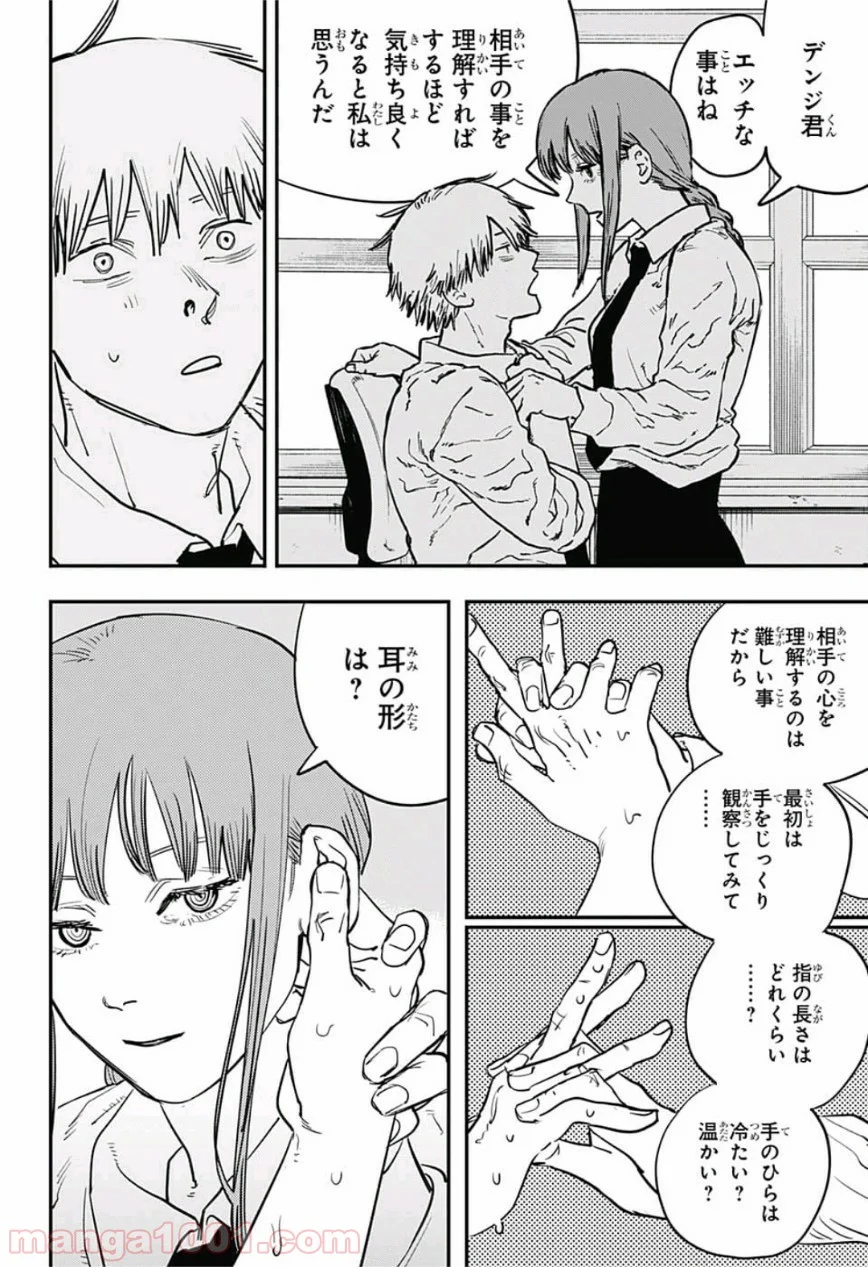 デンジ君
エッチな
事はね
相手の事を
理解すれば
するほど
気持ち良く
なると私は
思うんだ
相手の心を
理解するのは
難しい事
だから
最初は
手をじっくり
観察してみて
……
指の長さは
どれくらい
……？
手のひらは
冷たい？
温かい？
耳の形
は？
manga1001.com